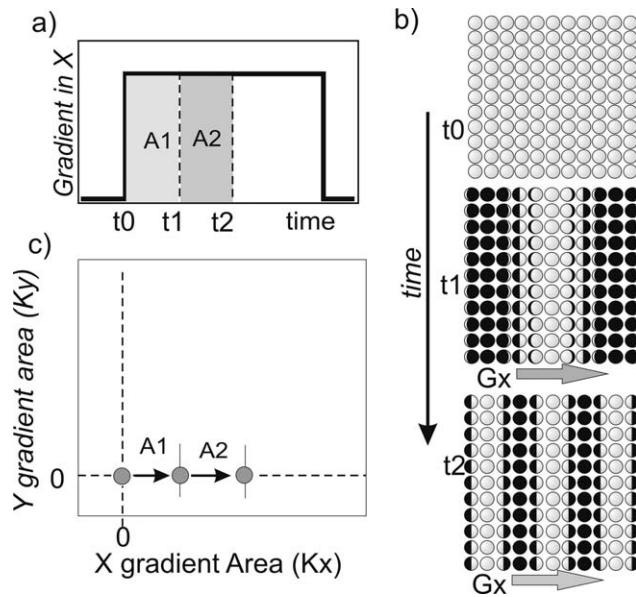 a)
Gradient in X
A1 A2
t0 t1 t2 time
b)
t0
time
t1
Gx
t2
Gx
c)
Y gradient area (Ky)
A1 A2
0
0
X gradient Area (Kx)